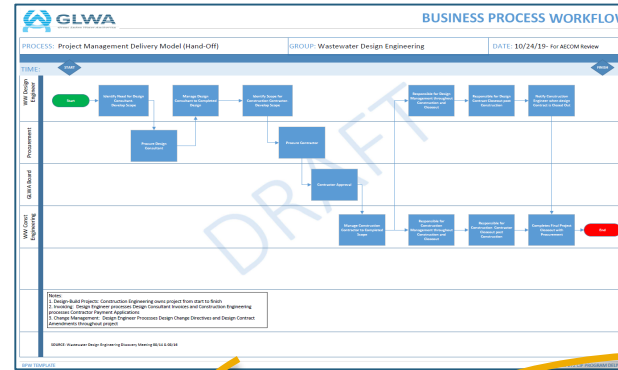 GLWA
BUSINESS PROCESS WORKFLOW
PROCESS: Project Management Delivery Model (Hand-Off)
GROUP: Wastewater Design Engineering
DATE: 10/24/19- For AECOM Review
TIME:
START
FINISH
WW Design Engineer
Start
Identify Need for Design Consultant Develop Scope
Manage Design Consultant to Completed Design
Identify Scope for Construction Contractor Develop Scope
Responsible for Design Management throughout Construction and Closeout
Responsible for Design Contract Closeout post Construction
Notify Construction Engineer when design Contract is Closed Out
Procurement
Procure Design Consultant
Procure Contractor
GLWA Board
Contractor Approval
WW Const Engineering
Manage Construction Contractor to Completed Scope
Responsible for Construction Management throughout Construction and Closeout
Responsible for Construction Contractor Closeout post Construction
Completes Final Project Closeout with Procurement
End
DRAFT
Notes:
1. Design-Build Projects: Construction Engineering owns project from start to finish
2. Invoicing: Design Engineer processes Design Consultant Invoices and Construction Engineering
processes Contractor Payment Applications
3. Change Management: Design Engineer Processes Design Change Directives and Design Contract
Amendments throughout project
SOURCE: Wastewater Design Engineering Discovery Meeting
BPW TEMPLATE